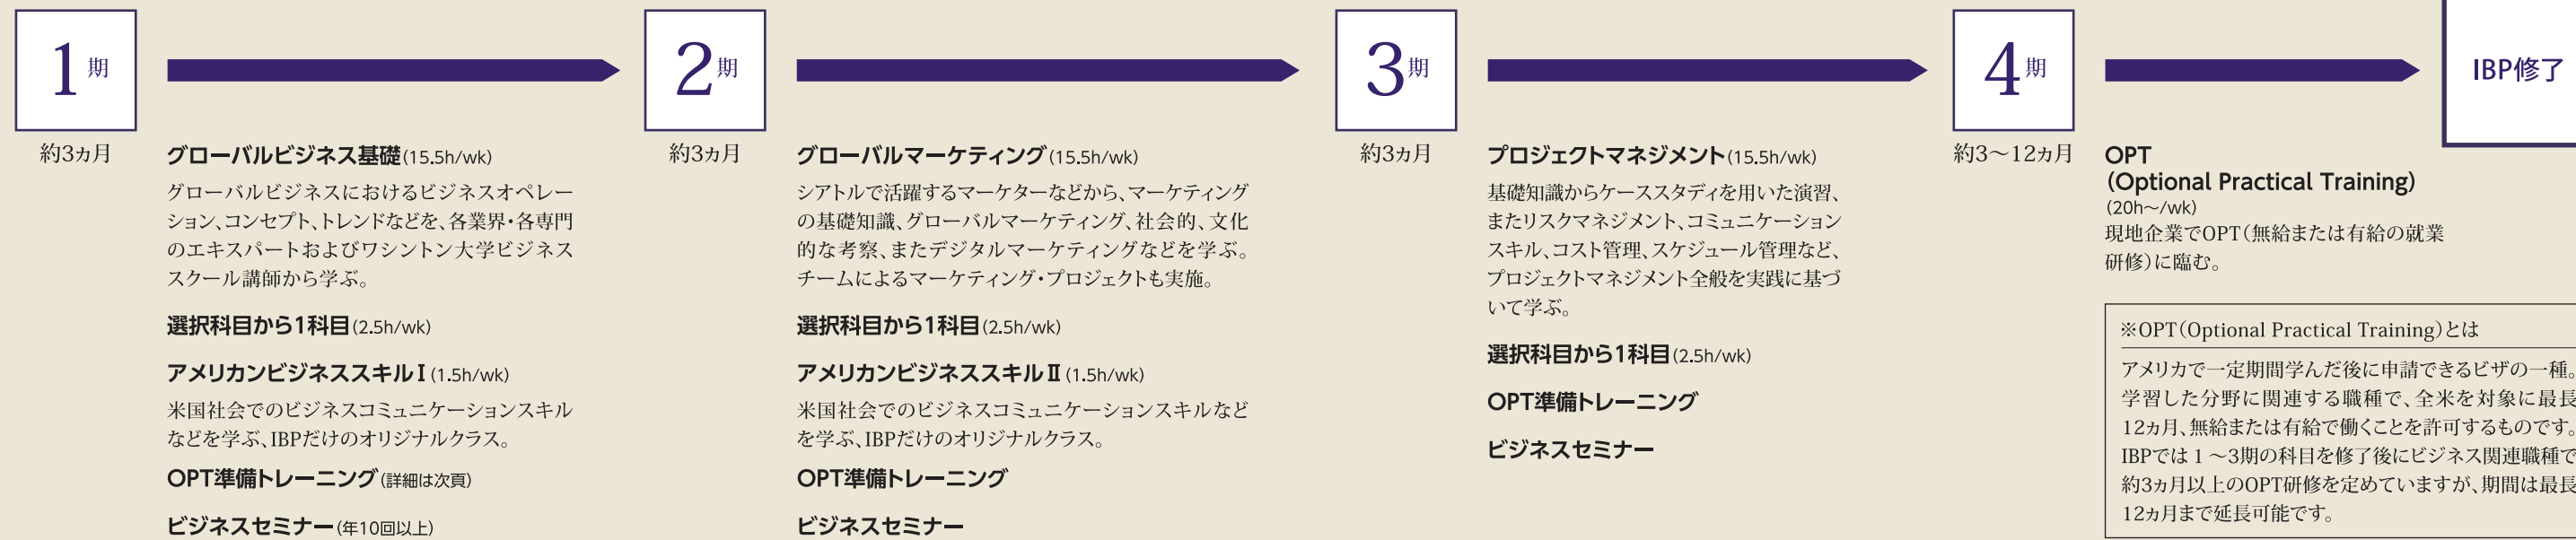 1期
約3ヵ月
グローバルビジネス基礎(15.5h/wk)
グローバルビジネスにおけるビジネスオペレー
ション、コンセプト、トレンドなどを、各業界・各専門
のエキスパートおよびワシントン大学ビジネス
スクール講師から学ぶ。
選択科目から1科目(2.5h/wk)
アメリカンビジネススキルⅠ(1.5h/wk)
米国社会でのビジネスコミュニケーションスキル
などを学ぶ、IBPだけのオリジナルクラス。
OPT準備トレーニング(詳細は次頁)
ビジネスセミナー(年10回以上)
2期
約3ヵ月
グローバルマーケティング(15.5h/wk)
シアトルで活躍するマーケターなどから、マーケティング
の基礎知識、グローバルマーケティング、社会的、文化
的な考察、またデジタルマーケティングなどを学ぶ。
チームによるマーケティング・プロジェクトも実施。
選択科目から1科目(2.5h/wk)
アメリカンビジネススキルⅡ(1.5h/wk)
米国社会でのビジネスコミュニケーションスキルなど
を学ぶ、IBPだけのオリジナルクラス。
OPT準備トレーニング
ビジネスセミナー
3期
約3ヵ月
プロジェクトマネジメント(15.5h/wk)
基礎知識からケーススタディを用いた演習、
またリスクマネジメント、コミュニケーション
スキル、コスト管理、スケジュール管理など、
プロジェクトマネジメント全般を実践に基づ
いて学ぶ。
選択科目から1科目(2.5h/wk)
OPT準備トレーニング
ビジネスセミナー
4期
約3〜12ヵ月
OPT
(Optional Practical Training)
(20h〜/wk)
現地企業でOPT(無給または有給の就業
研修)に臨む。
※OPT(Optional Practical Training)とは
アメリカで一定期間学んだ後に申請できるビザの一種。
学習した分野に関連する職種で、全米を対象に最長
12ヵ月、無給または有給で働くことを許可するものです。
IBPでは1〜3期の科目を修了後にビジネス関連職種で
約3ヵ月以上のOPT研修を定めていますが、期間は最長
12ヵ月まで延長可能です。
IBP修了